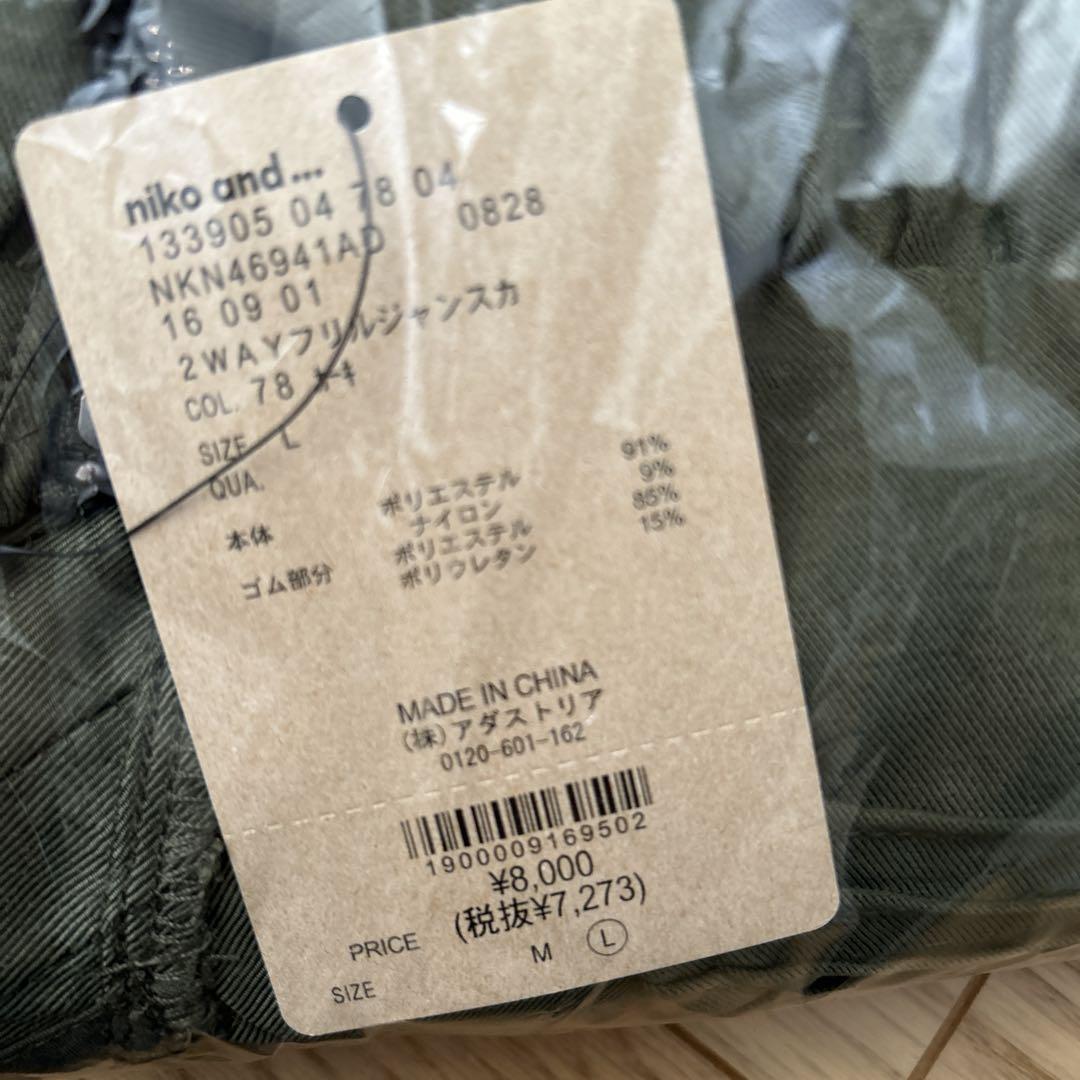 niko and...
133905 04 78 04
NKN46941AD 0828
16 09 01
2WAYフリルジャンスカ
COL. 78 カーキ
SIZE L
QUA.
本体 ポリエステル 91%
ナイロン 9%
ゴム部分 ポリエステル 85%
ポリウレタン 15%
MADE IN CHINA
(株)アダストリア
0120-601-162
1900009169502
¥8,000
PRICE (税抜¥7,273)
SIZE M L